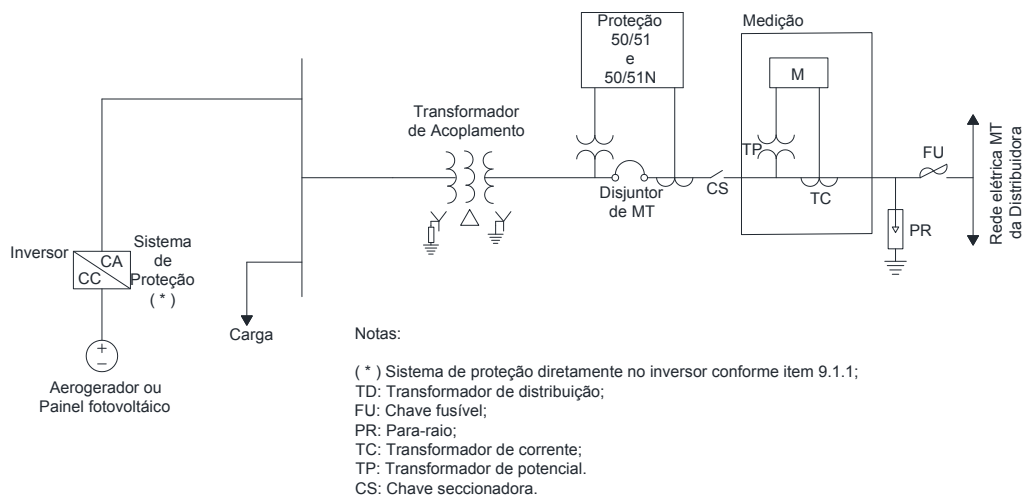 Proteção
50/51
e
50/51N
Medição
M
Transformador
de Acoplamento
TP
FU
Disjuntor
de MT
CS
TC
PR
Rede elétrica MT
da Distribuidora
Inversor
CA
CC
Sistema
de
Proteção
( * )
+
−
Carga
Aerogerador ou
Painel fotovoltáico
Notas:
( * ) Sistema de proteção diretamente no inversor conforme item 9.1.1;
TD: Transformador de distribuição;
FU: Chave fusível;
PR: Para-raio;
TC: Transformador de corrente;
TP: Transformador de potencial.
CS: Chave seccionadora.